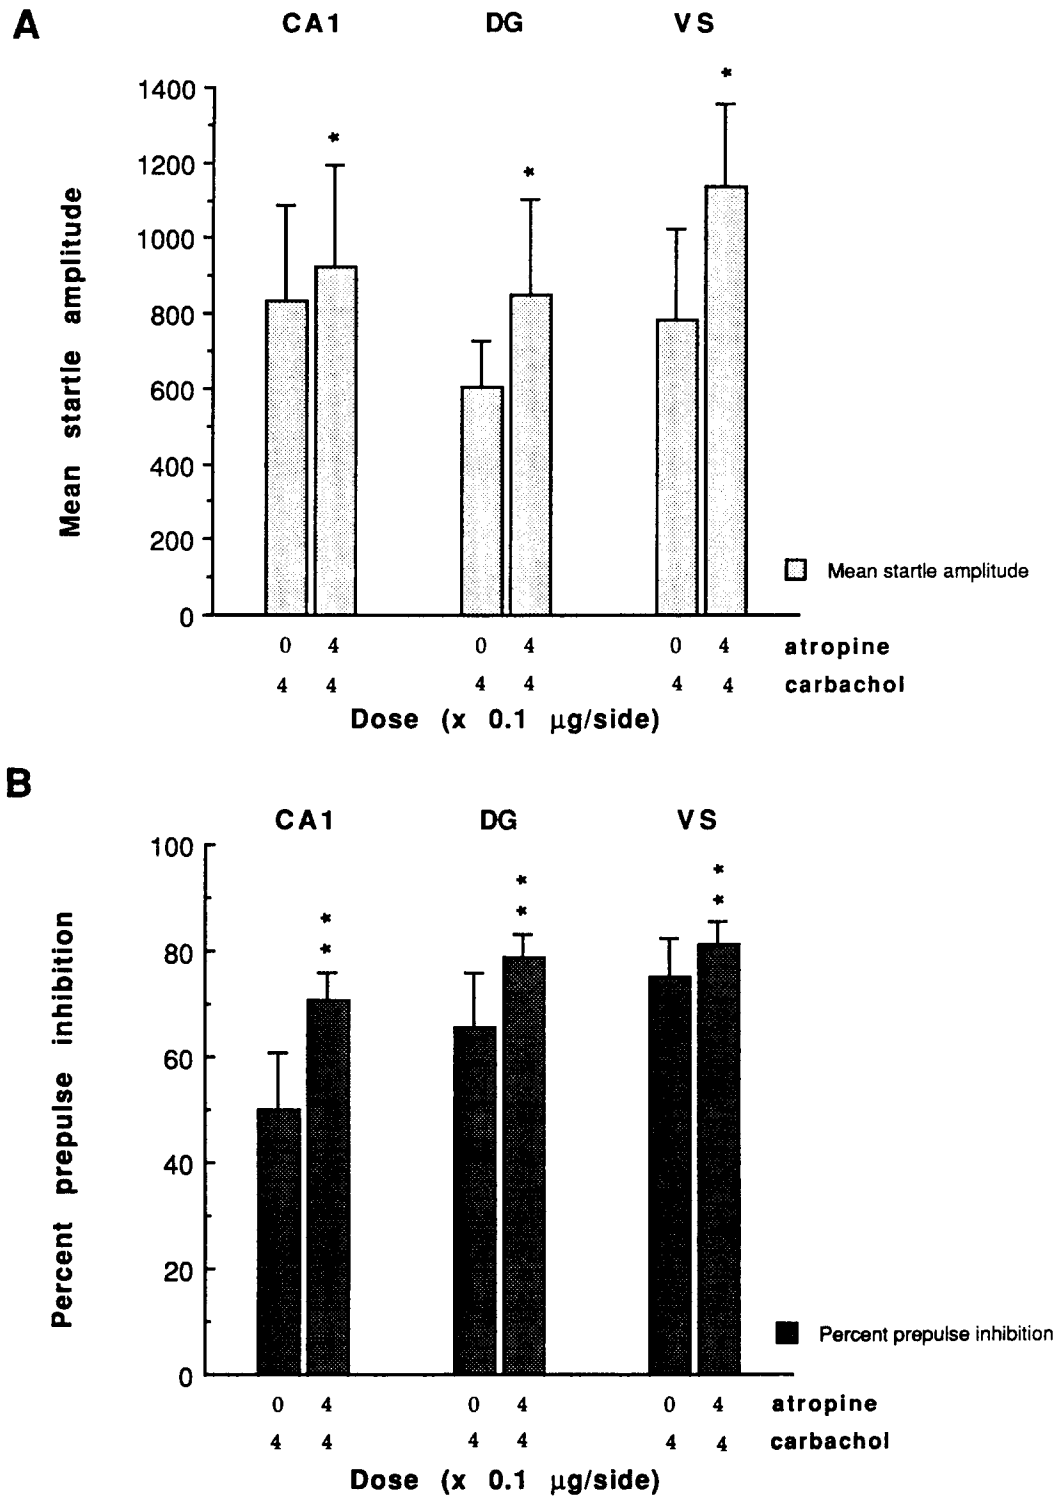 A
CA1 DG VS
* * *
1400
1200
1000
800
600
400
200
0
Mean startle amplitude
Mean startle amplitude
0 4 0 4 0 4 atropine
4 4 4 4 4 4 carbachol
Dose (x 0.1 μg/side)
B
CA1 DG VS
* * *
* * *
100
80
60
40
20
0
Percent prepulse inhibition
Percent prepulse inhibition
0 4 0 4 0 4 atropine
4 4 4 4 4 4 carbachol
Dose (x 0.1 μg/side)